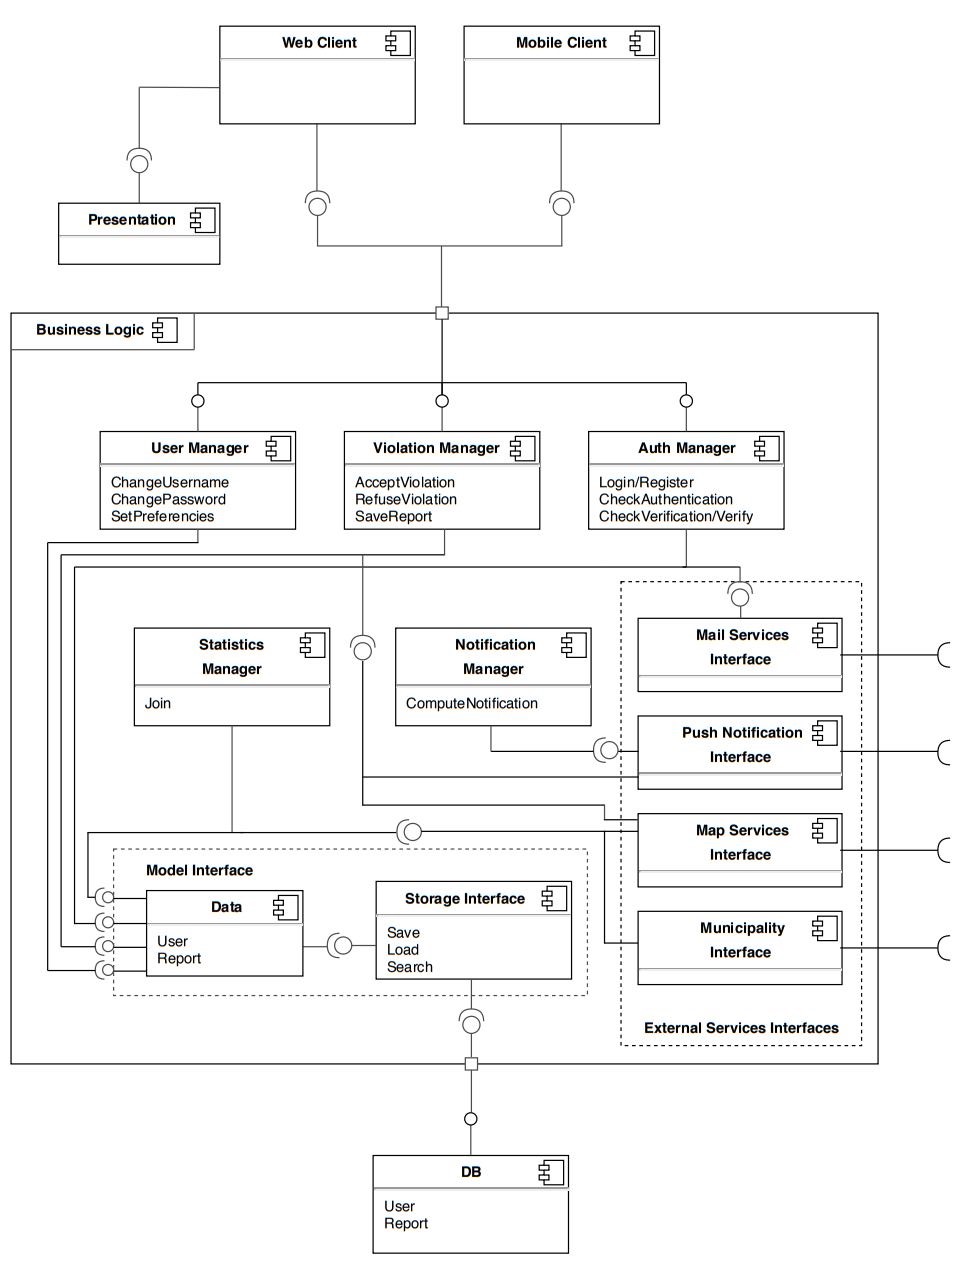 Web Client
Mobile Client
Presentation
Business Logic
User Manager
ChangeUsername
ChangePassword
SetPreferencies
Violation Manager
AcceptViolation
RefuseViolation
SaveReport
Auth Manager
Login/Register
CheckAuthentication
CheckVerification/Verify
Statistics
Manager
Join
Notification
Manager
ComputeNotification
Mail Services
Interface
Push Notification
Interface
Map Services
Interface
Municipality
Interface
External Services Interfaces
Model Interface
Data
User
Report
Storage Interface
Save
Load
Search
DB
User
Report